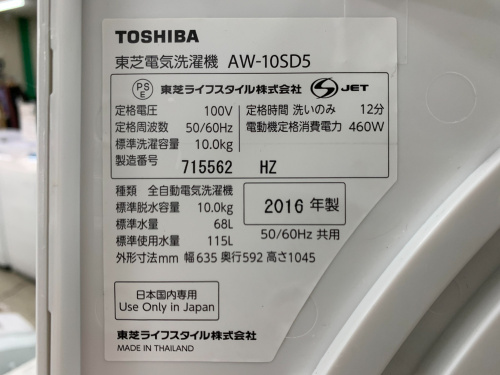 TOSHIBA
東芝電気洗濯機 AW-10SD5
PS E 東芝ライフスタイル株式会社 S JET
定格電圧 100V 定格時間 洗いのみ 12分
定格周波数 50/60Hz 電動機定格消費電力 460W
標準洗濯容量 10.0kg
製造番号 715562 HZ
種類 全自動電気洗濯機
標準脱水容量 10.0kg 2016 年製
標準水量 68L
標準使用水量 115L 50/60Hz 共用
外形寸法mm 幅635 奥行592 高さ1045
日本国内専用
Use Only in Japan
東芝ライフスタイル株式会社
MADE IN THAILAND